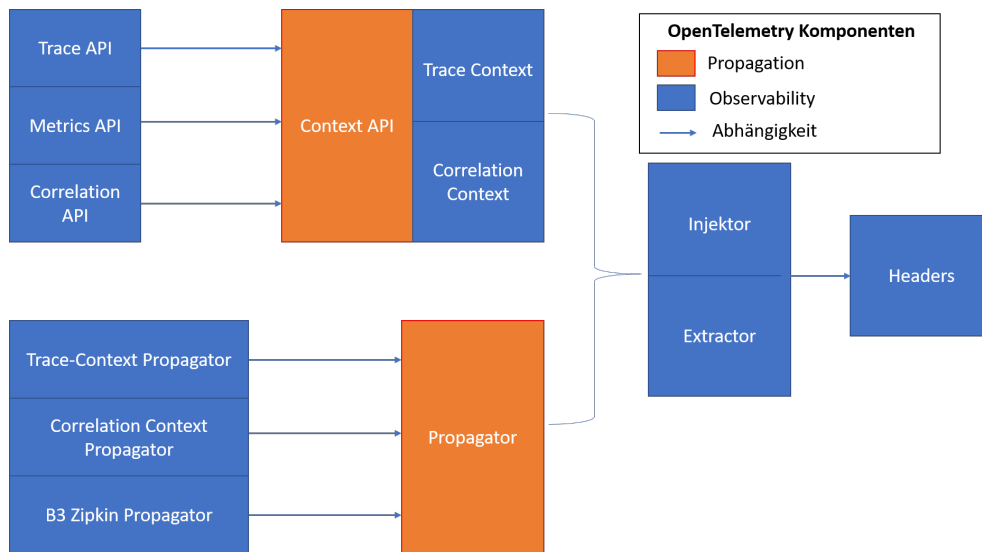 Trace API
Metrics API
Correlation
API
Context API
Trace Context
Correlation
Context
OpenTelemetry Komponenten
Propagation
Observability
Abhängigkeit
Injektor
Extractor
Headers
Trace-Context Propagator
Correlation Context
Propagator
B3 Zipkin Propagator
Propagator